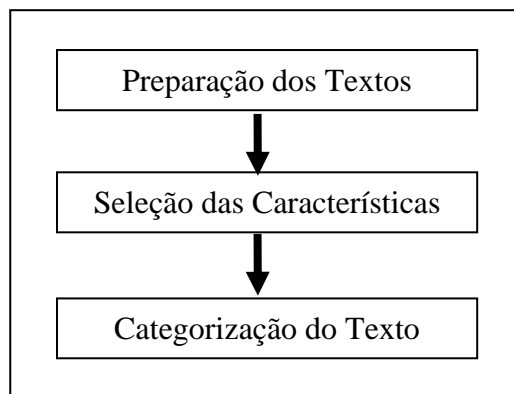 Preparação dos Textos
Seleção das Características
Categorização do Texto